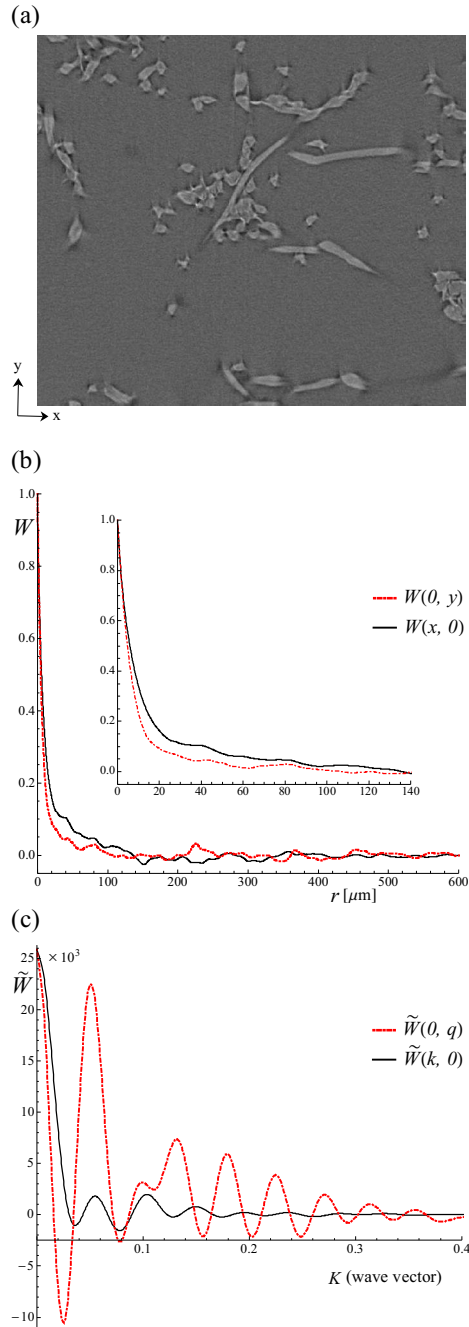 (a)
y
x
(b)
1.0
W
0.8
0.6
0.4
0.2
0.0
1.0
0.8
0.6
0.4
0.2
0.0
0 20 40 60 80 100 120 140
W(0, y)
W(x, 0)
0 100 200 300 400 500 600
r [μm]
(c)
25
× 10³
W̃
20
15
10
5
0
−5
−10
W̃(0, q)
W̃(k, 0)
0.1 0.2 0.3 0.4
K (wave vector)